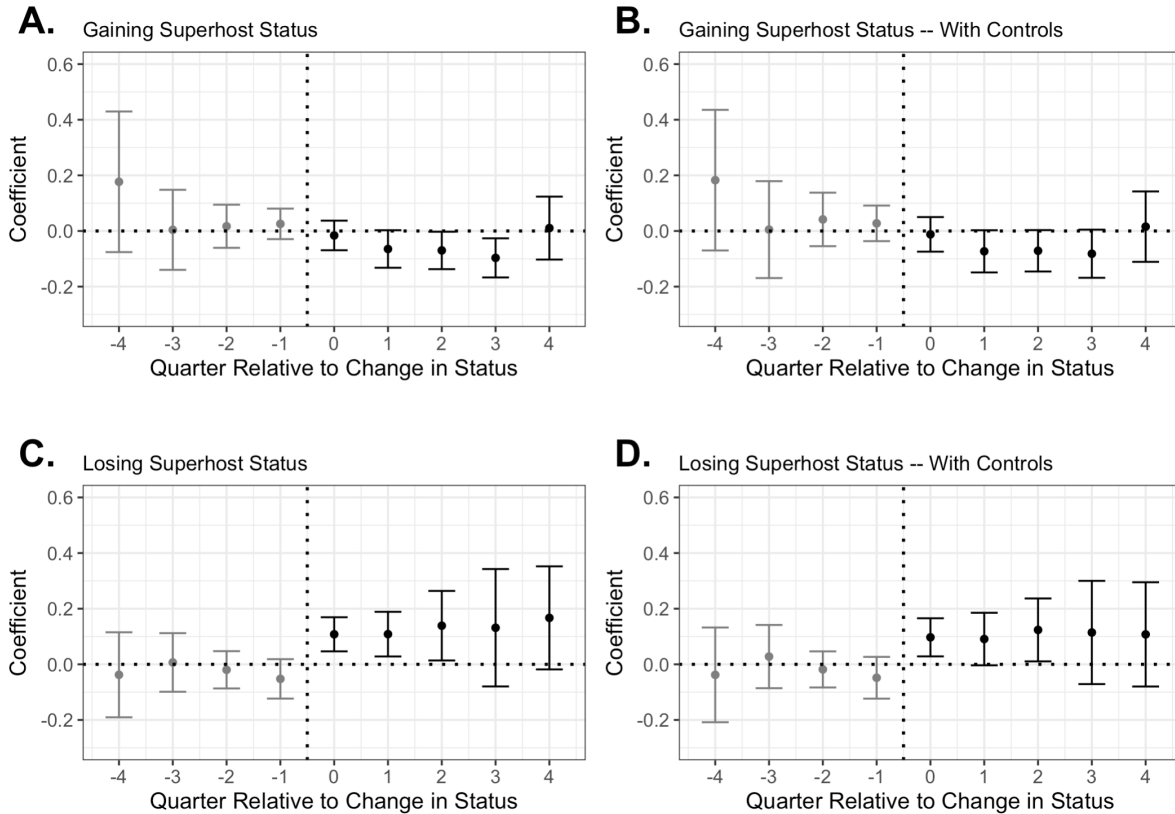 A. Gaining Superhost Status
0.6
0.4
0.2
0.0
-0.2
Coefficient
-4 -3 -2 -1 0 1 2 3 4
Quarter Relative to Change in Status
B. Gaining Superhost Status -- With Controls
0.6
0.4
0.2
0.0
-0.2
Coefficient
-4 -3 -2 -1 0 1 2 3 4
Quarter Relative to Change in Status
C. Losing Superhost Status
0.6
0.4
0.2
0.0
-0.2
Coefficient
-4 -3 -2 -1 0 1 2 3 4
Quarter Relative to Change in Status
D. Losing Superhost Status -- With Controls
0.6
0.4
0.2
0.0
-0.2
Coefficient
-4 -3 -2 -1 0 1 2 3 4
Quarter Relative to Change in Status